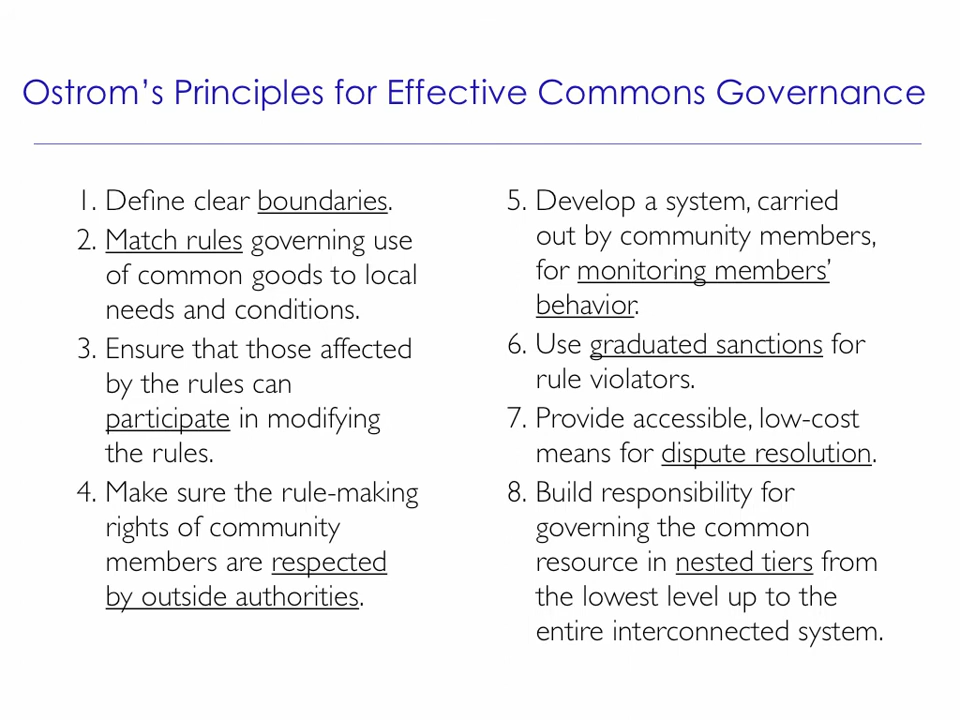 Ostrom’s Principles for Effective Commons Governance
1. Define clear boundaries.
2. Match rules governing use
of common goods to local
needs and conditions.
3. Ensure that those affected
by the rules can
participate in modifying
the rules.
4. Make sure the rule-making
rights of community
members are respected
by outside authorities.
5. Develop a system, carried
out by community members,
for monitoring members’
behavior.
6. Use graduated sanctions for
rule violators.
7. Provide accessible, low-cost
means for dispute resolution.
8. Build responsibility for
governing the common
resource in nested tiers from
the lowest level up to the
entire interconnected system.